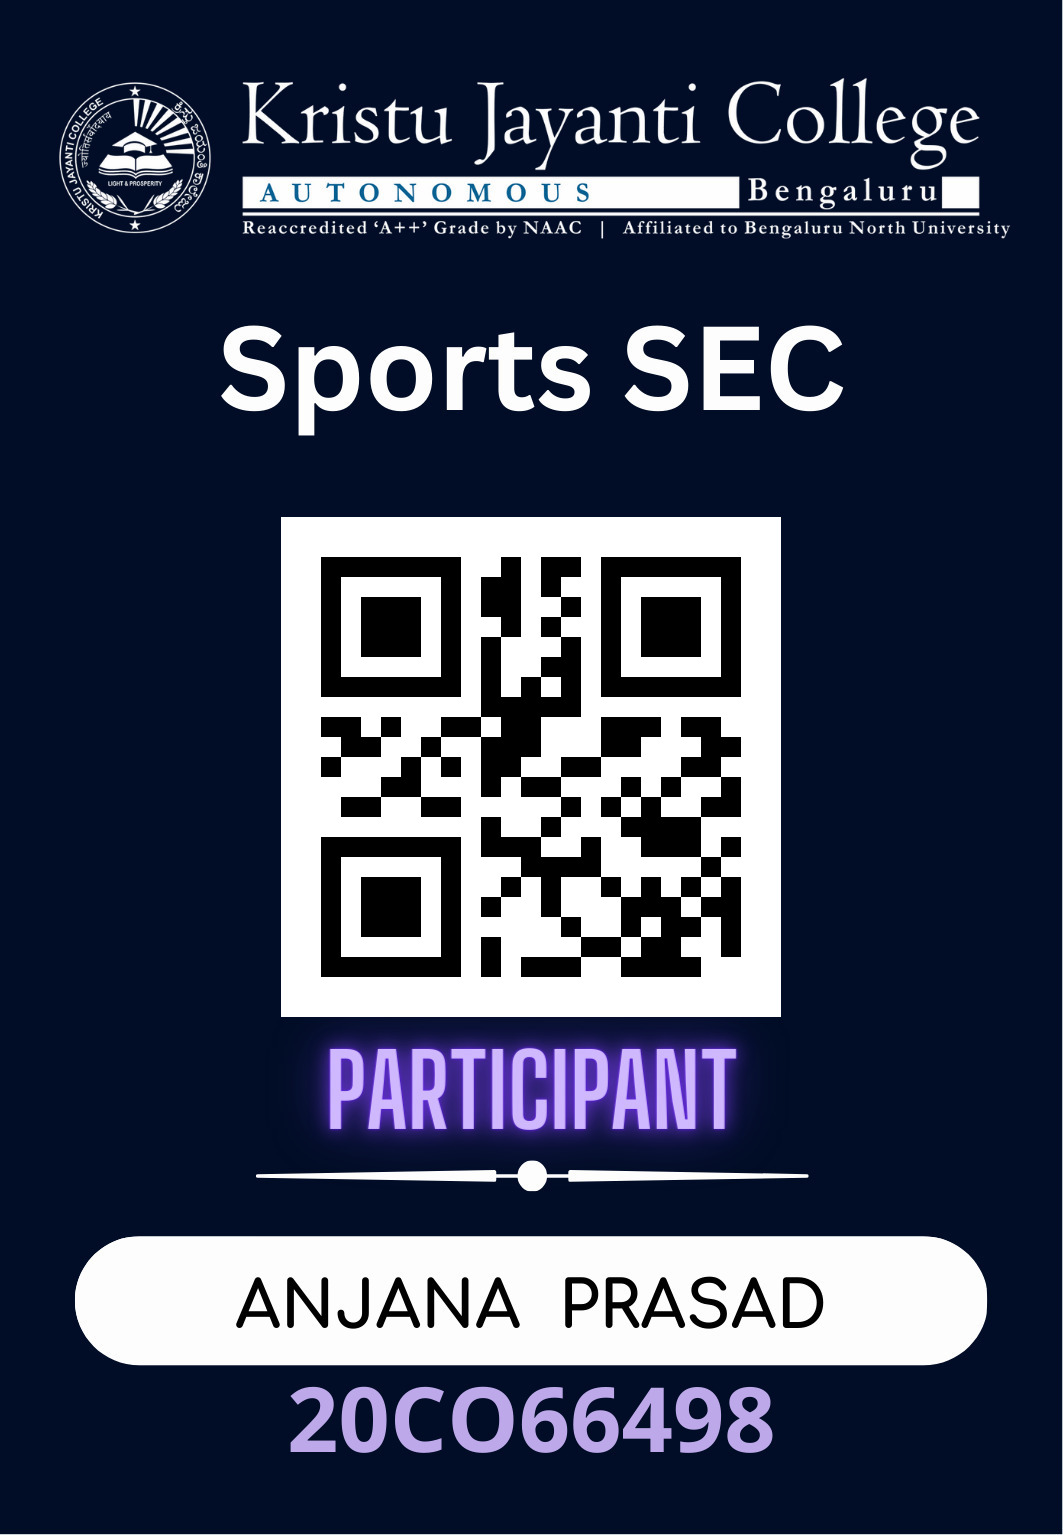 KRISTU JAYANTI COLLEGE
LIGHT & PROSPERITY
Kristu Jayanti College
AUTONOMOUS Bengaluru
Reaccredited ‘A++’ Grade by NAAC | Affiliated to Bengaluru North University
Sports SEC
PARTICIPANT
ANJANA PRASAD
20CO66498